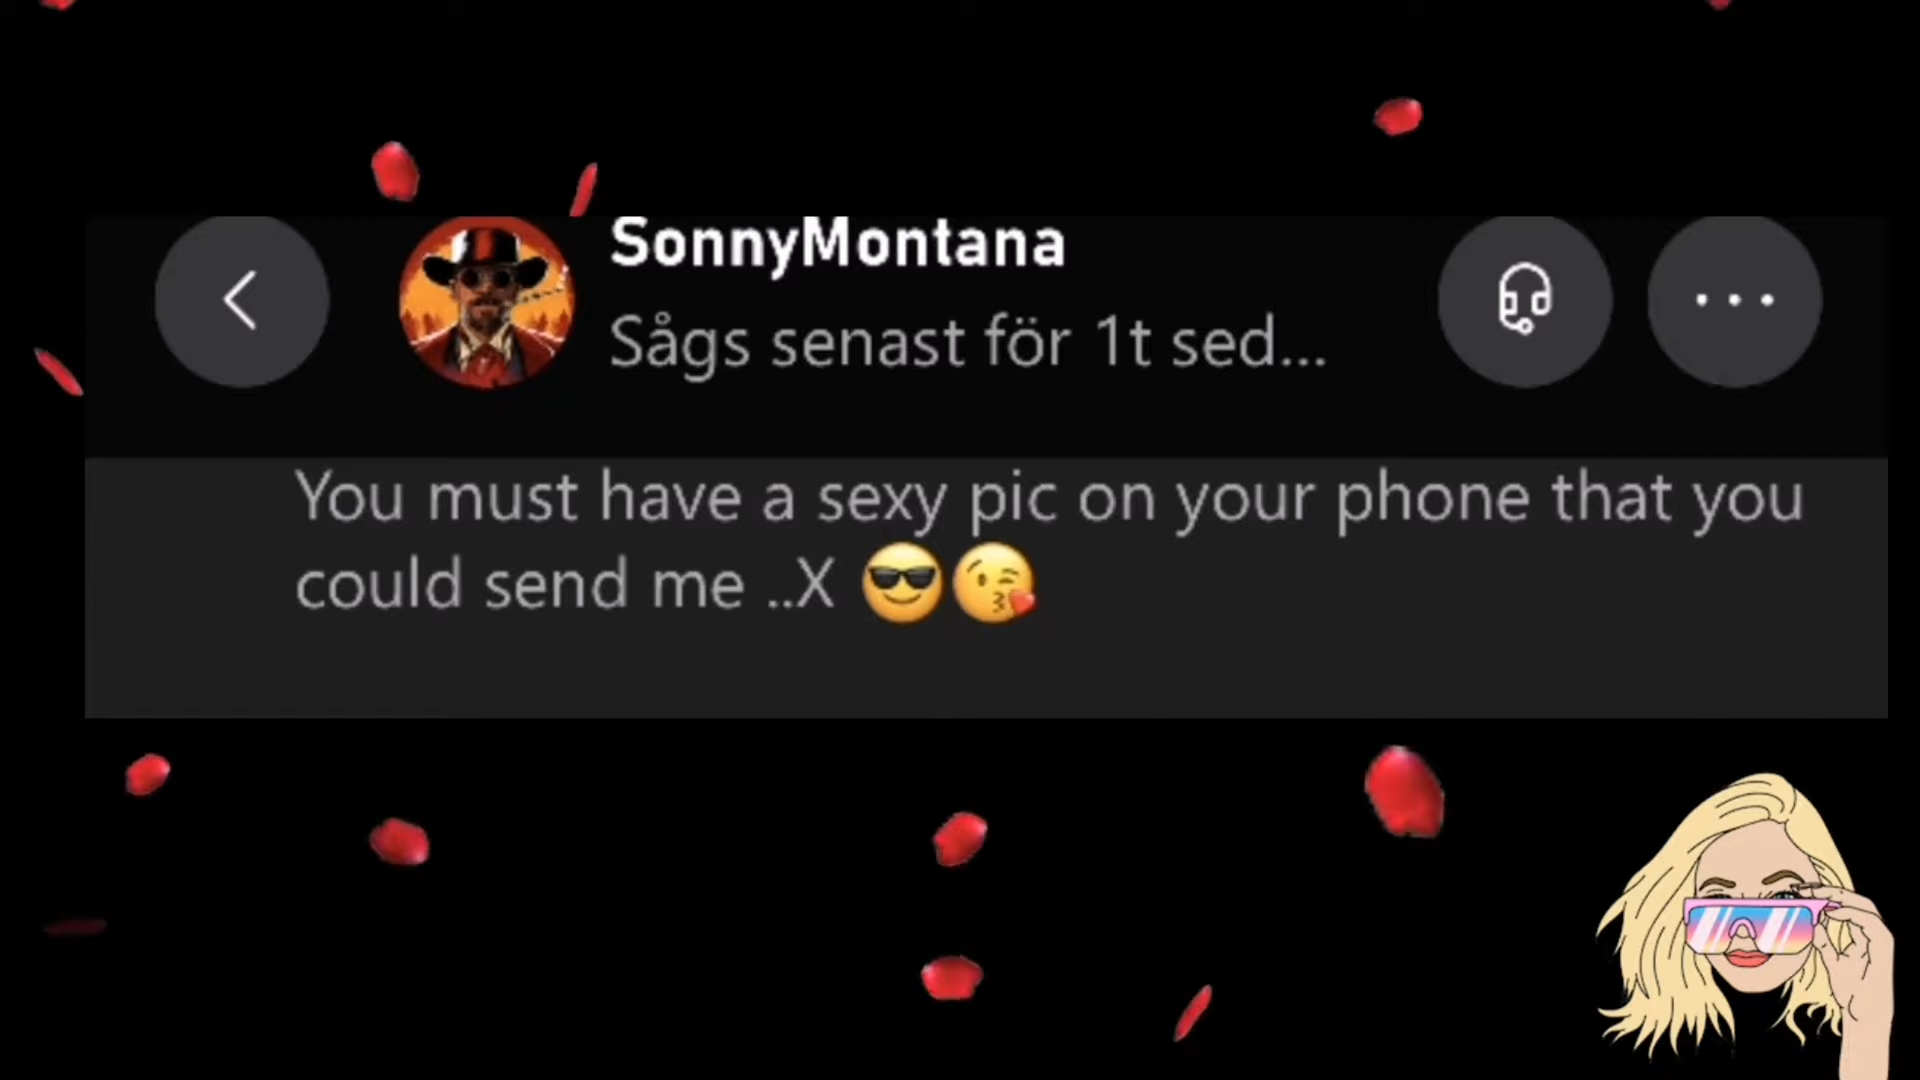 SonnyMontana
Sågs senast för 1t sed...
You must have a sexy pic on your phone that you
could send me ..X 😎😘